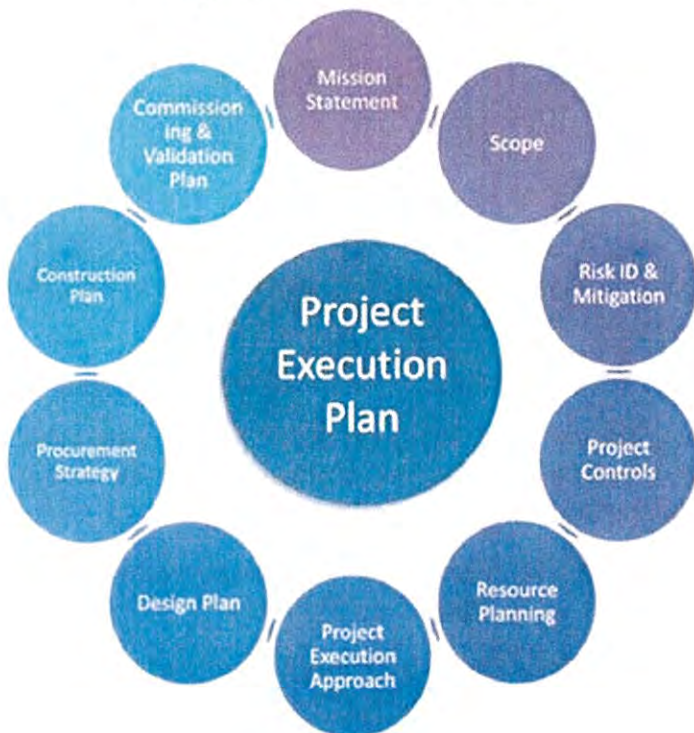 Mission
Statement
Scope
Risk ID &
Mitigation
Project
Controls
Resource
Planning
Project
Execution
Approach
Design Plan
Procurement
Strategy
Construction
Plan
Commission
ing &
Validation
Plan
Project
Execution
Plan